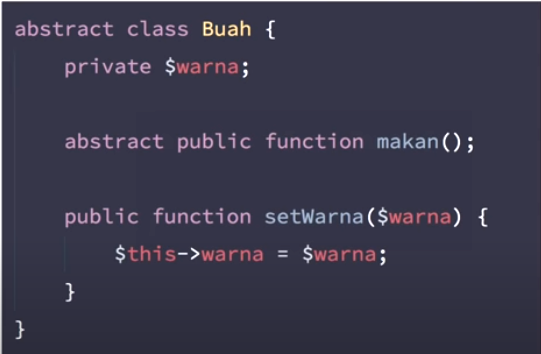 abstract class Buah {
    private $warna;
    abstract public function makan();
    public function setWarna($warna) {
        $this->warna = $warna;
    }
}